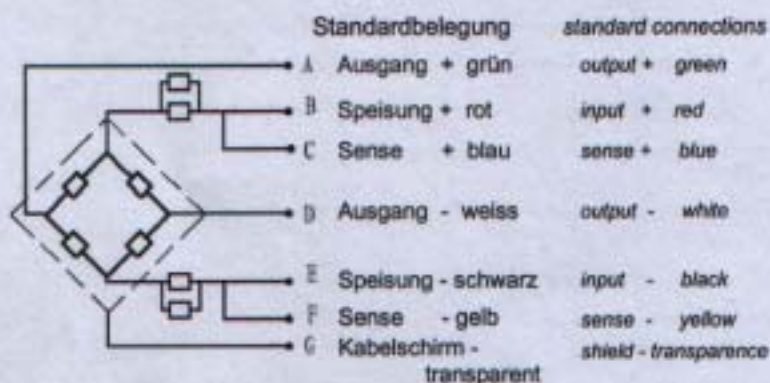 Standardbelegung standard connections
A Ausgang + grün output + green
B Speisung + rot input + red
C Sense + blau sense + blue
D Ausgang - weiss output - white
E Speisung - schwarz input - black
F Sense - gelb sense - yellow
G Kabelschirm - shield - transparence
transparent